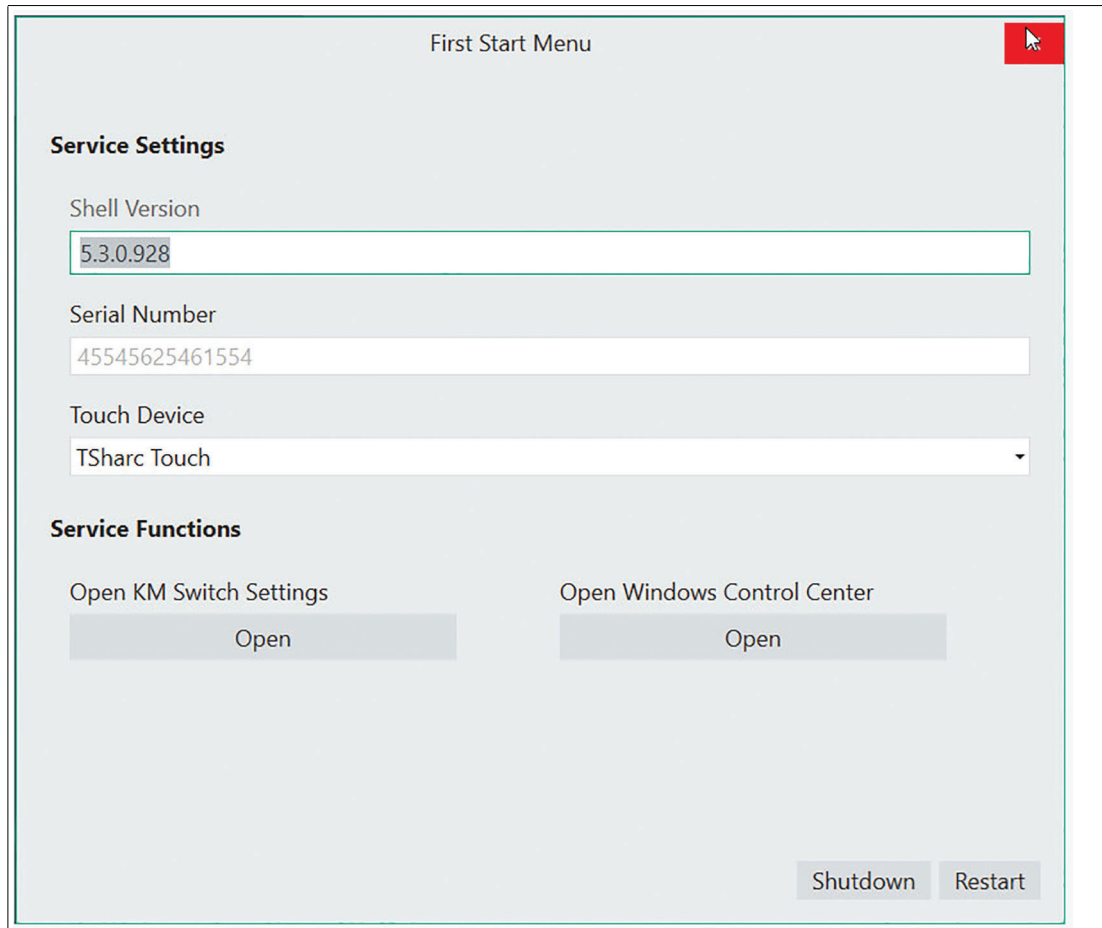 First Start Menu
Service Settings
Shell Version
5.3.0.928
Serial Number
45545625461554
Touch Device
TSharc Touch
Service Functions
Open KM Switch Settings Open Windows Control Center
Open Open
Shutdown Restart